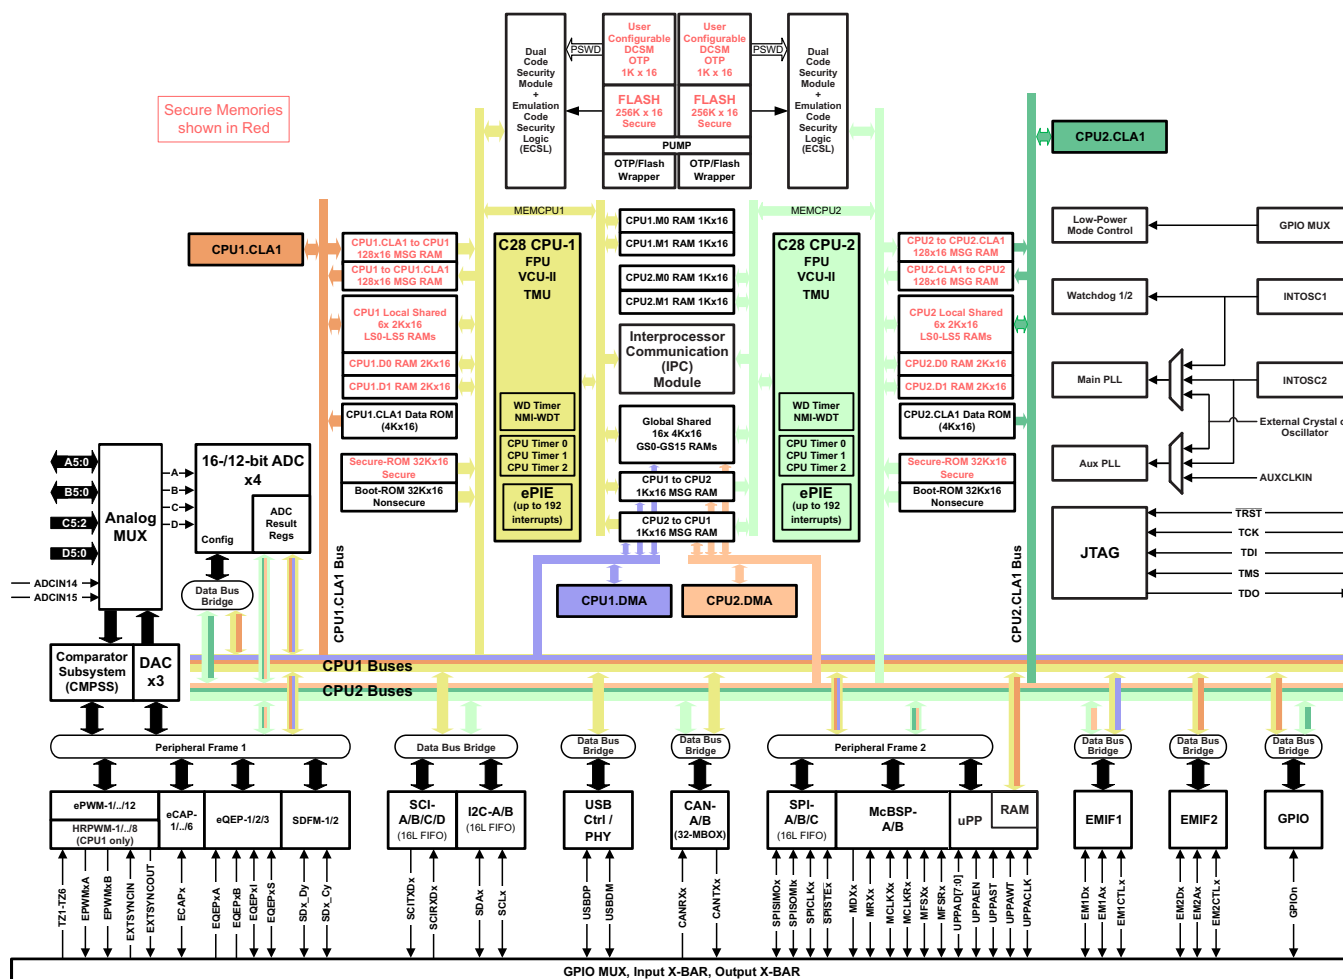 Secure Memories
shown in Red
Dual
Code
Security
Module
+
Emulation
Code
Security
Logic
(ECSL)
PSWD
User
Configurable
DCSM
OTP
1K x 16
User
Configurable
DCSM
OTP
1K x 16
PSWD
FLASH
256K x 16
Secure
FLASH
256K x 16
Secure
PUMP
OTP/Flash
Wrapper
OTP/Flash
Wrapper
Dual
Code
Security
Module
+
Emulation
Code
Security
Logic
(ECSL)
CPU2.CLA1
MEMCPU1
MEMCPU2
CPU1.CLA1
CPU1.CLA1 to CPU1
128x16 MSG RAM
CPU1 to CPU1.CLA1
128x16 MSG RAM
CPU1 Local Shared
6x 2Kx16
LS0-LS5 RAMs
CPU1.D0 RAM 2Kx16
CPU1.D1 RAM 2Kx16
CPU1.CLA1 Data ROM
(4Kx16)
Secure-ROM 32Kx16
Secure
Boot-ROM 32Kx16
Nonsecure
C28 CPU-1
FPU
VCU-II
TMU
WD Timer
NMI-WDT
CPU Timer 0
CPU Timer 1
CPU Timer 2
ePIE
(up to 192
interrupts)
CPU1.M0 RAM 1Kx16
CPU1.M1 RAM 1Kx16
CPU2.M0 RAM 1Kx16
CPU2.M1 RAM 1Kx16
Interprocessor
Communication
(IPC)
Module
Global Shared
16x 4Kx16
GS0-GS15 RAMs
CPU1 to CPU2
1Kx16 MSG RAM
CPU2 to CPU1
1Kx16 MSG RAM
C28 CPU-2
FPU
VCU-II
TMU
WD Timer
NMI-WDT
CPU Timer 0
CPU Timer 1
CPU Timer 2
ePIE
(up to 192
interrupts)
CPU2 to CPU2.CLA1
128x16 MSG RAM
CPU2.CLA1 to CPU2
128x16 MSG RAM
CPU2 Local Shared
6x 2Kx16
LS0-LS5 RAMs
CPU2.D0 RAM 2Kx16
CPU2.D1 RAM 2Kx16
CPU2.CLA1 Data ROM
(4Kx16)
Secure-ROM 32Kx16
Secure
Boot-ROM 32Kx16
Nonsecure
Low-Power
Mode Control
GPIO MUX
Watchdog 1/2
INTOSC1
Main PLL
INTOSC2
External Crystal o
Oscillator
Aux PLL
AUXCLKIN
JTAG
TRST
TCK
TDI
TMS
TDO
A5:0
B5:0
C5:2
D5:0
ADCIN14
ADCIN15
Analog
MUX
A
B
C
D
16-/12-bit ADC
x4
Config
ADC
Result
Regs
Data Bus
Bridge
Comparator
Subsystem
(CMPSS)
DAC
x3
CPU1.CLA1 Bus
CPU2.CLA1 Bus
CPU1.DMA
CPU2.DMA
CPU1 Buses
CPU2 Buses
Peripheral Frame 1
Data Bus Bridge
Data Bus
Bridge
Data Bus
Bridge
Peripheral Frame 2
Data Bus
Bridge
Data Bus
Bridge
Data Bus
Bridge
ePWM-1/../12
HRPWM-1/../8
(CPU1 only)
eCAP-
1/../6
eQEP-1/2/3
SDFM-1/2
SCI-
A/B/C/D
(16L FIFO)
I2C-A/B
(16L FIFO)
USB
Ctrl /
PHY
CAN-
A/B
(32-MBOX)
SPI-
A/B/C
(16L FIFO)
McBSP-
A/B
uPP
RAM
EMIF1
EMIF2
GPIO
TZ1-TZ6
EPWMxA
EPWMxB
EXTSYNCIN
EXTSYNCOUT
ECAPx
EQEPxA
EQEPxB
EQEPxI
EQEPxS
SDx_Dy
SDx_Cy
SCITXDx
SCIRXDx
SDAx
SCLx
USBDP
USBDM
CANRXx
CANTXx
SPISIMOx
SPISOMIx
SPICLKx
SPISTEx
MDXx
MRXx
MCLKXx
MCLKRx
MFSXx
MFSRx
UPPAD[7:0]
UPPAEN
UPPAST
UPPAWT
UPPACLK
EM1Dx
EM1Ax
EM1CTLx
EM2Dx
EM2Ax
EM2CTLx
GPIOn
GPIO MUX, Input X-BAR, Output X-BAR